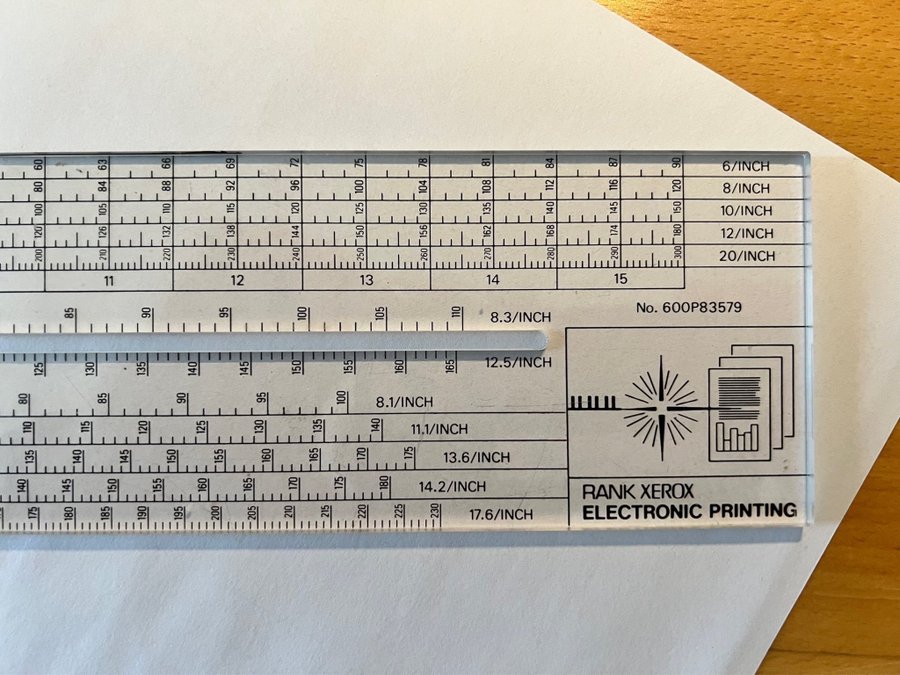 60 63 66 69 72 75 78 81 84 87 90 6/INCH
80 84 88 92 96 100 104 108 112 116 120 8/INCH
100 105 110 115 120 125 130 135 140 145 150 10/INCH
120 126 132 138 144 150 156 162 168 174 180 12/INCH
200 210 220 230 240 250 260 270 280 290 300 20/INCH
11 12 13 14 15
85 90 95 100 105 110 8.3/INCH
No. 600P83579
125 130 135 140 145 150 155 160 165 12.5/INCH
80 85 90 95 100 8.1/INCH
110 115 120 125 130 135 140 11.1/INCH
135 140 145 150 155 160 165 170 175 13.6/INCH
140 145 150 155 160 165 170 175 180 14.2/INCH
175 180 185 190 195 200 205 210 215 220 225 230 17.6/INCH
RANK XEROX
ELECTRONIC PRINTING